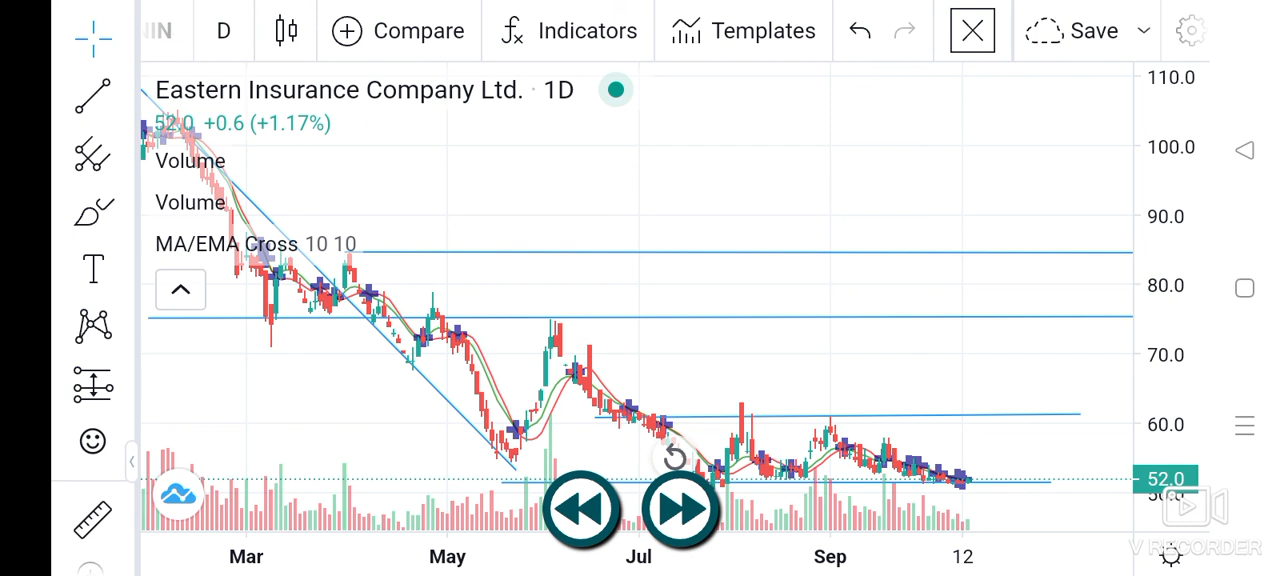 D Compare Indicators Templates Save
Eastern Insurance Company Ltd. · 1D
52.0 +0.6 (+1.17%)
Volume
Volume
MA/EMA Cross 10 10
110.0
100.0
90.0
80.0
70.0
60.0
52.0
Mar May Jul Sep 12
V RECORDER